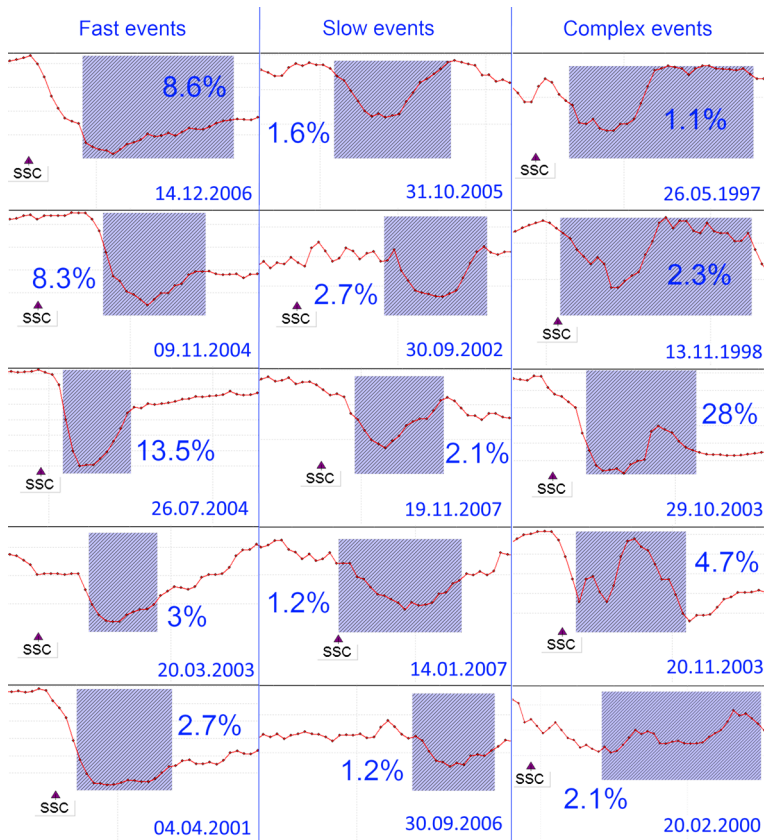 Fast events
Slow events
Complex events
8.6%
SSC
14.12.2006
1.6%
31.10.2005
1.1%
SSC
26.05.1997
8.3%
SSC
09.11.2004
2.7%
SSC
30.09.2002
2.3%
SSC
13.11.1998
13.5%
SSC
26.07.2004
2.1%
SSC
19.11.2007
28%
SSC
29.10.2003
3%
SSC
20.03.2003
1.2%
SSC
14.01.2007
4.7%
SSC
20.11.2003
2.7%
SSC
04.04.2001
1.2%
30.09.2006
SSC
2.1%
20.02.2000